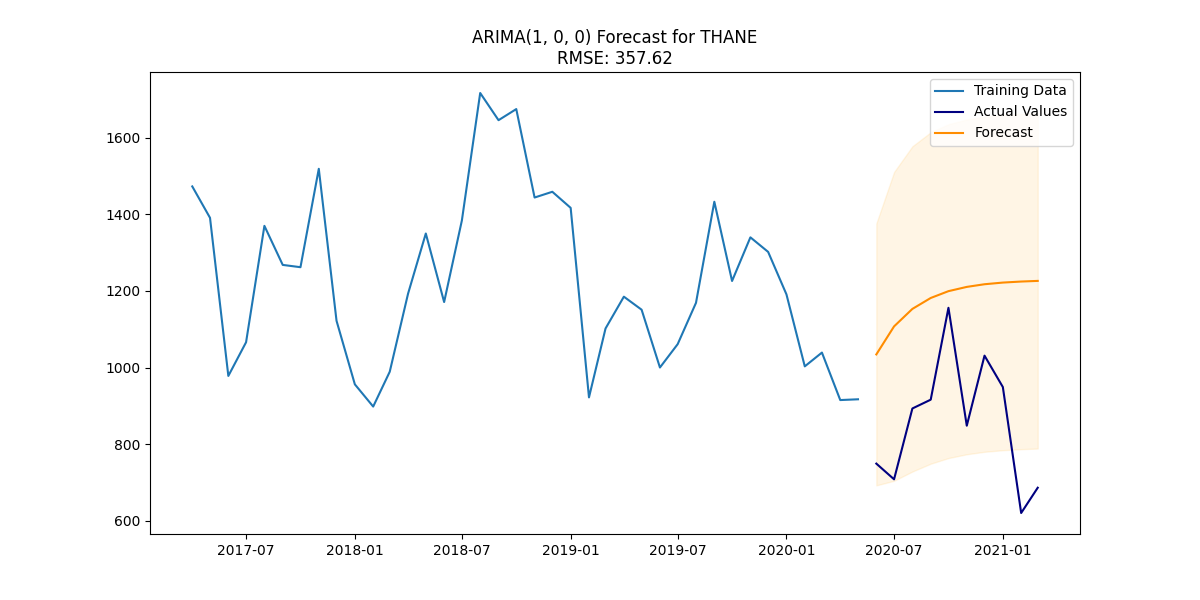 ARIMA(1, 0, 0) Forecast for THANE
RMSE: 357.62
Training Data
Actual Values
Forecast
1600
1400
1200
1000
800
600
2017-07
2018-01
2018-07
2019-01
2019-07
2020-01
2020-07
2021-01